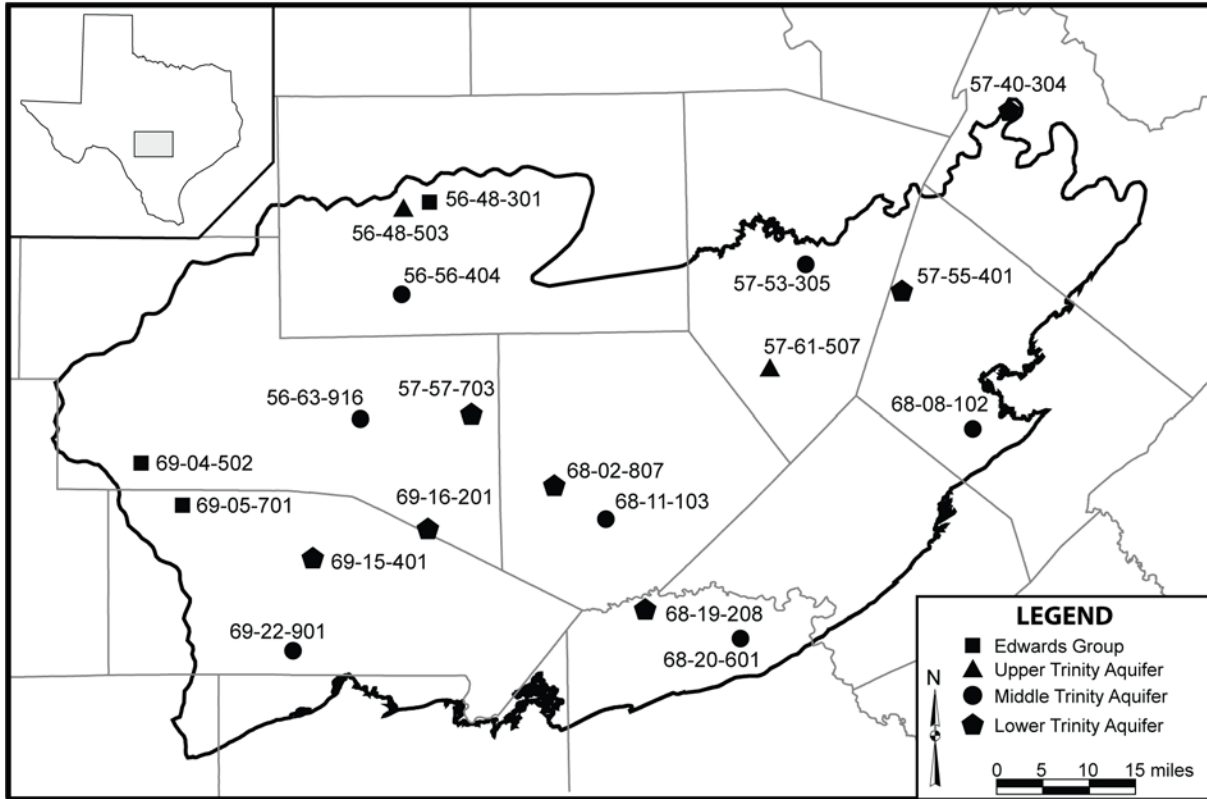 57-40-304
56-48-301
56-48-503
56-56-404
57-53-305
57-55-401
57-61-507
56-63-916
57-57-703
68-08-102
69-04-502
68-02-807
69-16-201
68-11-103
69-05-701
69-15-401
68-19-208
69-22-901
68-20-601
LEGEND
Edwards Group
Upper Trinity Aquifer
Middle Trinity Aquifer
Lower Trinity Aquifer
N
0 5 10 15 miles